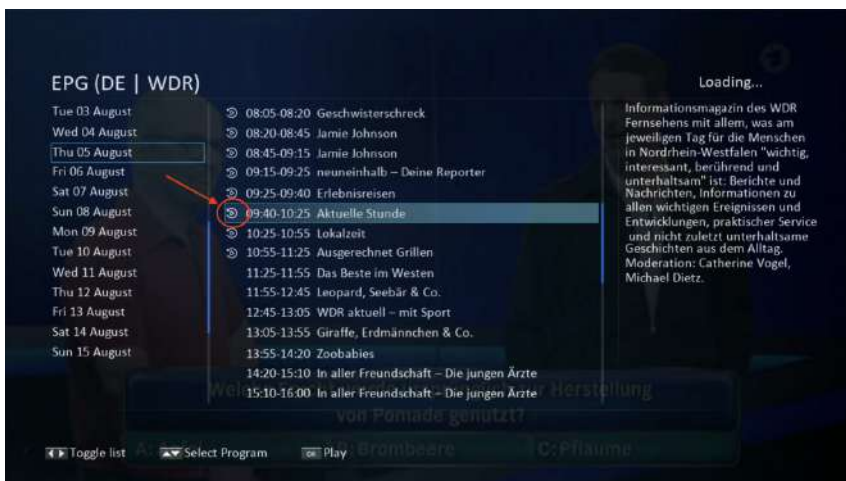 EPG (DE | WDR)
Loading...
Tue 03 August
Wed 04 August
Thu 05 August
Fri 06 August
Sat 07 August
Sun 08 August
Mon 09 August
Tue 10 August
Wed 11 August
Thu 12 August
Fri 13 August
Sat 14 August
Sun 15 August
08:05-08:20 Geschwisterschreck
08:20-08:45 Jamie Johnson
08:45-09:15 Jamie Johnson
09:15-09:25 neuneinhalb – Deine Reporter
09:25-09:40 Erlebnisreisen
09:40-10:25 Aktuelle Stunde
10:25-10:55 Lokalzeit
10:55-11:25 Ausgerechnet Grillen
11:25-11:55 Das Beste im Westen
11:55-12:45 Leopard, Seebär & Co.
12:45-13:05 WDR aktuell – mit Sport
13:05-13:55 Giraffe, Erdmännchen & Co.
13:55-14:20 Zoobabies
14:20-15:10 In aller Freundschaft – Die jungen Ärzte
15:10-16:00 In aller Freundschaft – Die jungen Ärzte
Informationsmagazin des WDR
Fernsehens mit allem, was am
jeweiligen Tag für die Menschen
in Nordrhein-Westfalen "wichtig,
interessant, berührend und
unterhaltsam" ist: Berichte und
Nachrichten, Informationen zu
allen wichtigen Ereignissen und
Entwicklungen, praktischer Service
und nicht zuletzt unterhaltsame
Geschichten aus dem Alltag.
Moderation: Catherine Vogel,
Michael Dietz.
zur Herstellung
von Pomade genutzt?
B: Brombeere
C: Pflaume
Toggle list
Select Program
OK Play